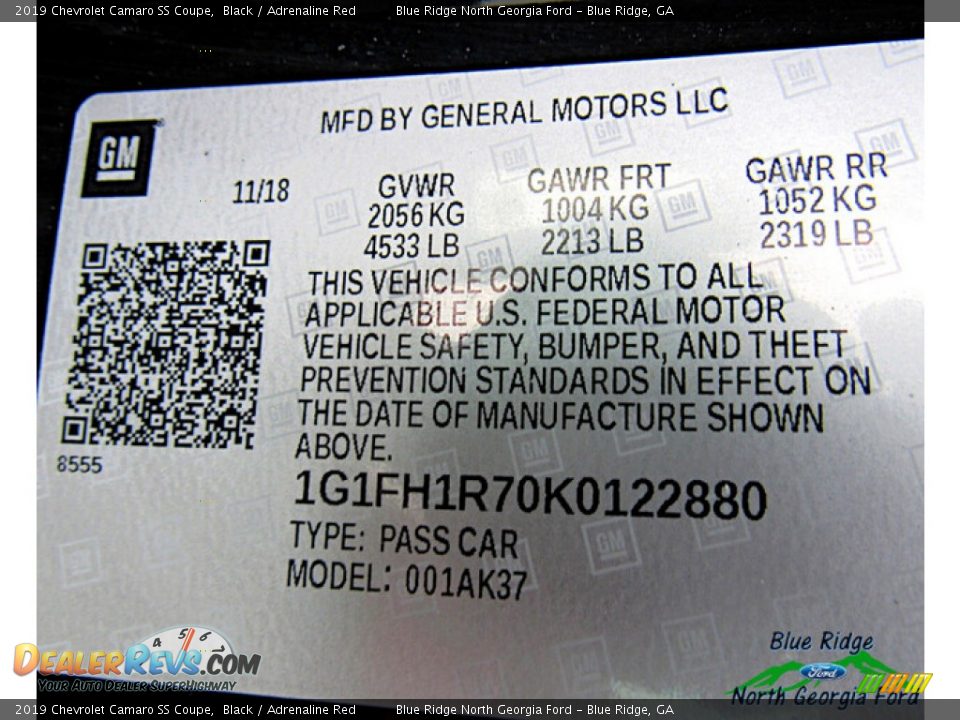 2019 Chevrolet Camaro SS Coupe, Black / Adrenaline Red Blue Ridge North Georgia Ford - Blue Ridge, GA
MFD BY GENERAL MOTORS LLC
GM
11/18 GVWR GAWR FRT GAWR RR
2056 KG 1004 KG 1052 KG
4533 LB 2213 LB 2319 LB
THIS VEHICLE CONFORMS TO ALL
APPLICABLE U.S. FEDERAL MOTOR
VEHICLE SAFETY, BUMPER, AND THEFT
PREVENTION STANDARDS IN EFFECT ON
THE DATE OF MANUFACTURE SHOWN
ABOVE.
8555
1G1FH1R70K0122880
TYPE: PASS CAR
MODEL: 001AK37
4 5 6 7
DEALERREVS.COM
YOUR AUTO DEALER SUPERHIGHWAY
Blue Ridge
Ford
North Georgia Ford
2019 Chevrolet Camaro SS Coupe, Black / Adrenaline Red Blue Ridge North Georgia Ford - Blue Ridge, GA